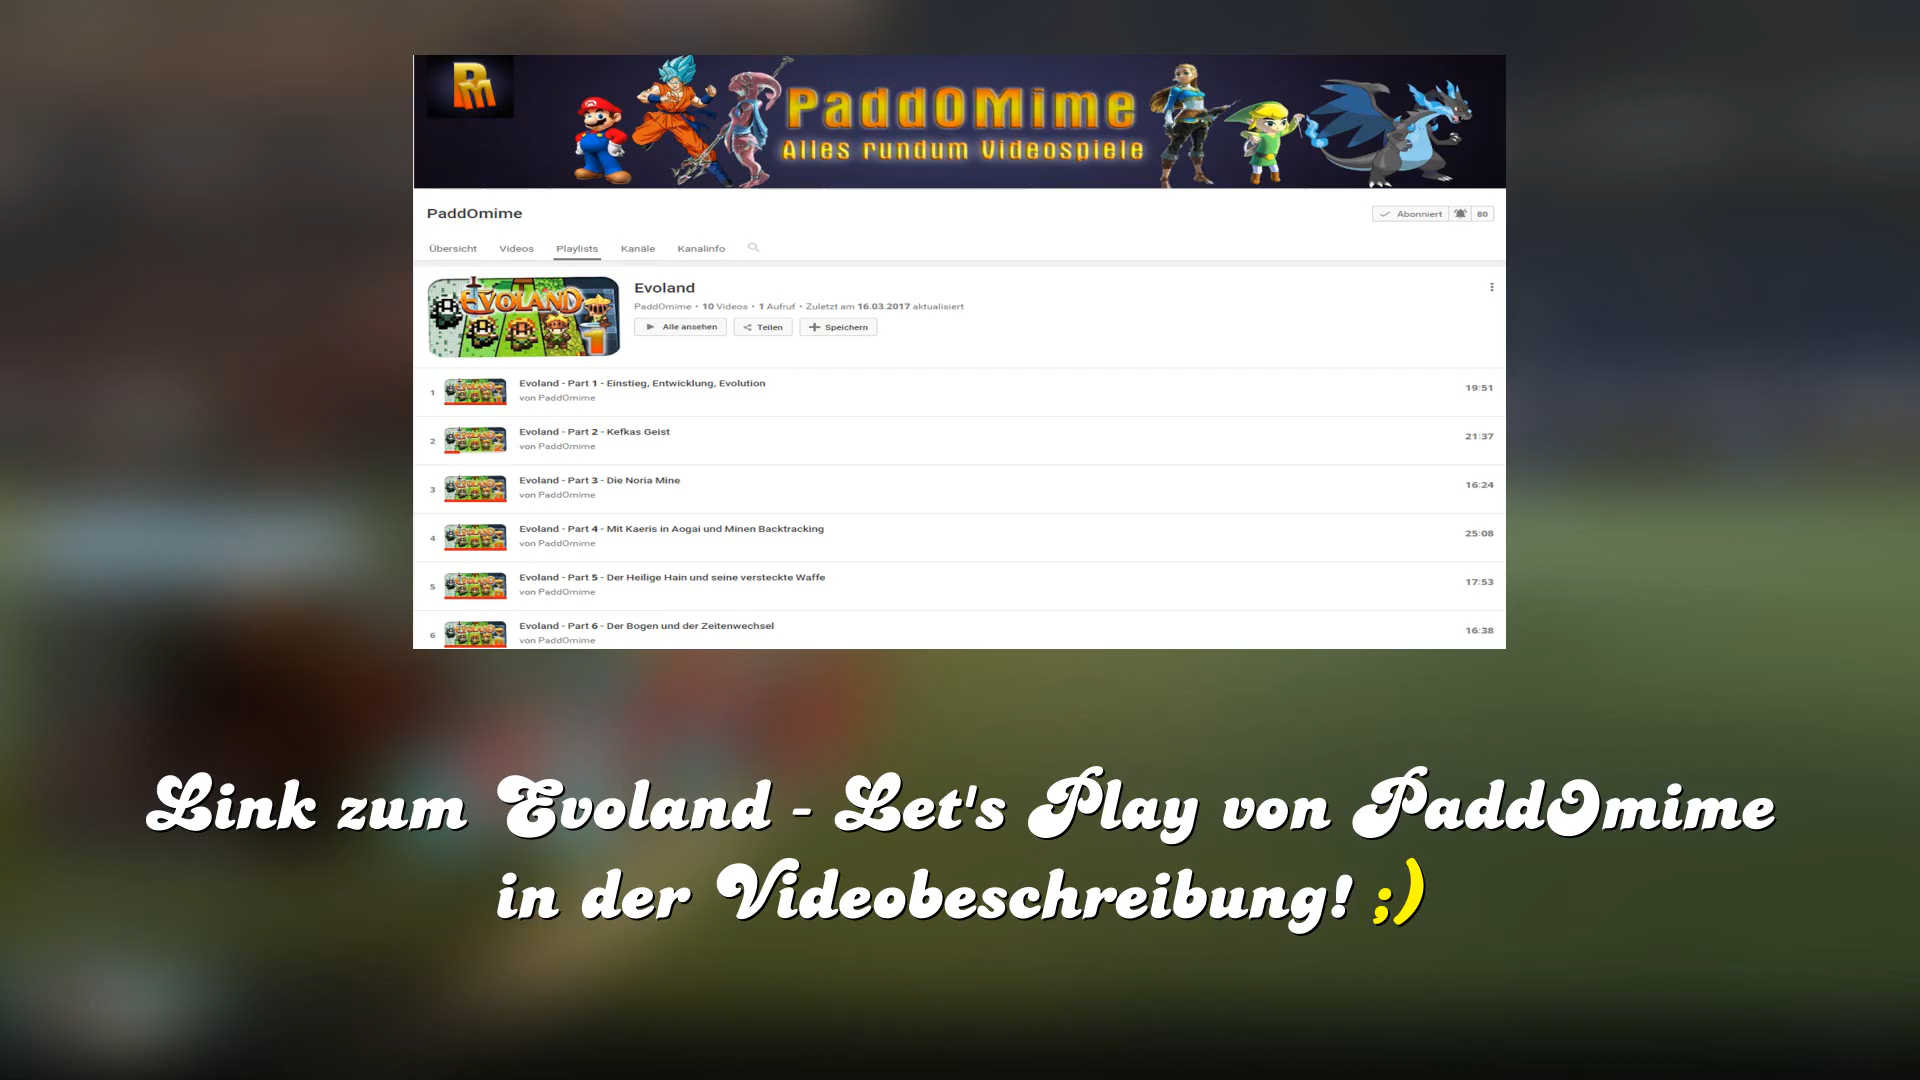 PM
PaddOMime
Alles rundum Videospiele
PaddOmime
Abonniert 80
Übersicht Videos Playlists Kanäle Kanalinfo
EVOLAND
1
Evoland
PaddOmime • 10 Videos • 1 Aufruf • Zuletzt am 16.03.2017 aktualisiert
Alle ansehen Teilen Speichern
1 Evoland - Part 1 - Einstieg, Entwicklung, Evolution 19:51
von PaddOmime
2 Evoland - Part 2 - Kefkas Geist 21:37
von PaddOmime
3 Evoland - Part 3 - Die Noria Mine 16:24
von PaddOmime
4 Evoland - Part 4 - Mit Kaeris in Aogai und Minen Backtracking 25:08
von PaddOmime
5 Evoland - Part 5 - Der Heilige Hain und seine versteckte Waffe 17:53
von PaddOmime
6 Evoland - Part 6 - Der Bogen und der Zeitenwechsel 16:38
von PaddOmime
Link zum Evoland - Let's Play von PaddOmime
in der Videobeschreibung! ;)